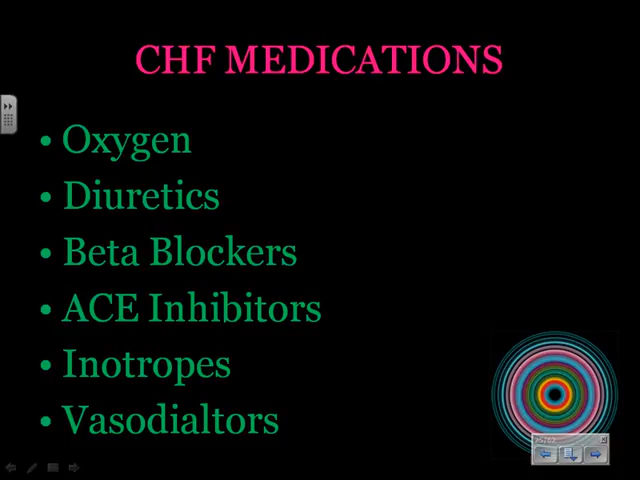 CHF MEDICATIONS
• Oxygen
• Diuretics
• Beta Blockers
• ACE Inhibitors
• Inotropes
• Vasodialtors